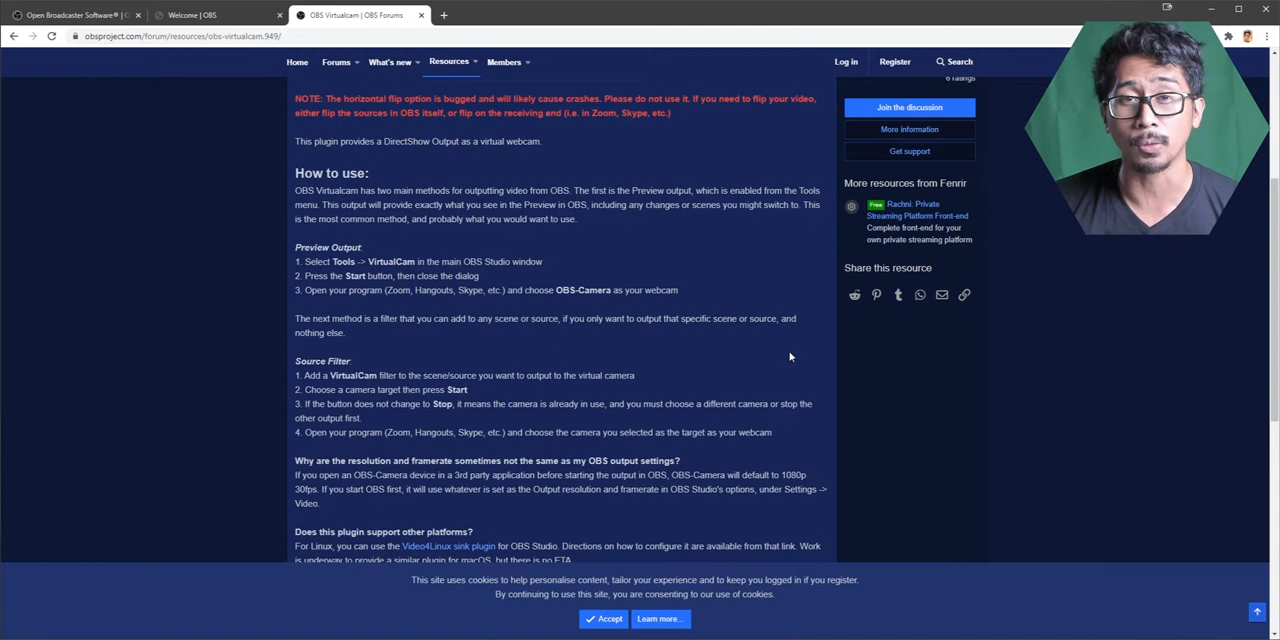 Open Broadcaster Software® | O
Welcome | OBS
OBS Virtualcam | OBS Forums
obsproject.com/forum/resources/obs-virtualcam.949/
Home Forums What's new Resources Members Log in Register Search
NOTE: The horizontal flip option is bugged and will likely cause crashes. Please do not use it. If you need to flip your video,
either flip the sources in OBS itself, or flip on the receiving end (i.e. in Zoom, Skype, etc.)
This plugin provides a DirectShow Output as a virtual webcam.
How to use:
OBS Virtualcam has two main methods for outputting video from OBS. The first is the Preview output, which is enabled from the Tools
menu. This output will provide exactly what you see in the Preview in OBS, including any changes or scenes you might switch to. This
is the most common method, and probably what you would want to use.
Preview Output:
1. Select Tools -> VirtualCam in the main OBS Studio window
2. Press the Start button, then close the dialog
3. Open your program (Zoom, Hangouts, Skype, etc.) and choose OBS-Camera as your webcam
The next method is a filter that you can add to any scene or source, if you only want to output that specific scene or source, and
nothing else.
Source Filter:
1. Add a VirtualCam filter to the scene/source you want to output to the virtual camera
2. Choose a camera target then press Start
3. If the button does not change to Stop, it means the camera is already in use, and you must choose a different camera or stop the
other output first.
4. Open your program (Zoom, Hangouts, Skype, etc.) and choose the camera you selected as the target as your webcam
Why are the resolution and framerate sometimes not the same as my OBS output settings?
If you open an OBS-Camera device in a 3rd party application before starting the output in OBS, OBS-Camera will default to 1080p
30fps. If you start OBS first, it will use whatever is set as the Output resolution and framerate in OBS Studio's options, under Settings ->
Video.
Does this plugin support other platforms?
For Linux, you can use the Video4Linux sink plugin for OBS Studio. Directions on how to configure it are available from that link. Work
is underway to provide a similar plugin for macOS, but there is no ETA.
6 ratings
Join the discussion
More information
Get support
More resources from Fenrir
Free Rachni: Private
Streaming Platform Front-end
Complete front-end for your
own private streaming platform
Share this resource
This site uses cookies to help personalise content, tailor your experience and to keep you logged in if you register.
By continuing to use this site, you are consenting to our use of cookies.
Accept Learn more…